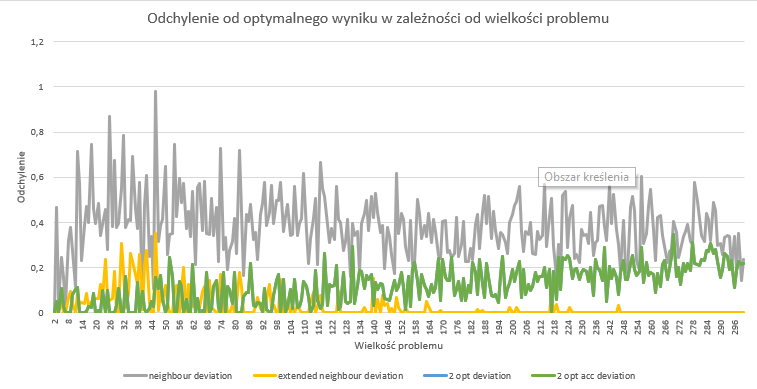 Odchylenie od optymalnego wyniku w zależności od wielkości problemu
1,2
1
0,8
0,6
0,4
0,2
0
Odchylenie
Obszar kreślenia
2 8 14 20 26 32 38 44 50 56 62 68 74 80 86 92 98 104 110 116 122 128 134 140 146 152 158 164 170 176 182 188 194 200 206 212 218 224 230 236 242 248 254 260 266 272 278 284 290 296
Wielkość problemu
neighbour deviation extended neighbour deviation 2 opt deviation 2 opt acc deviation